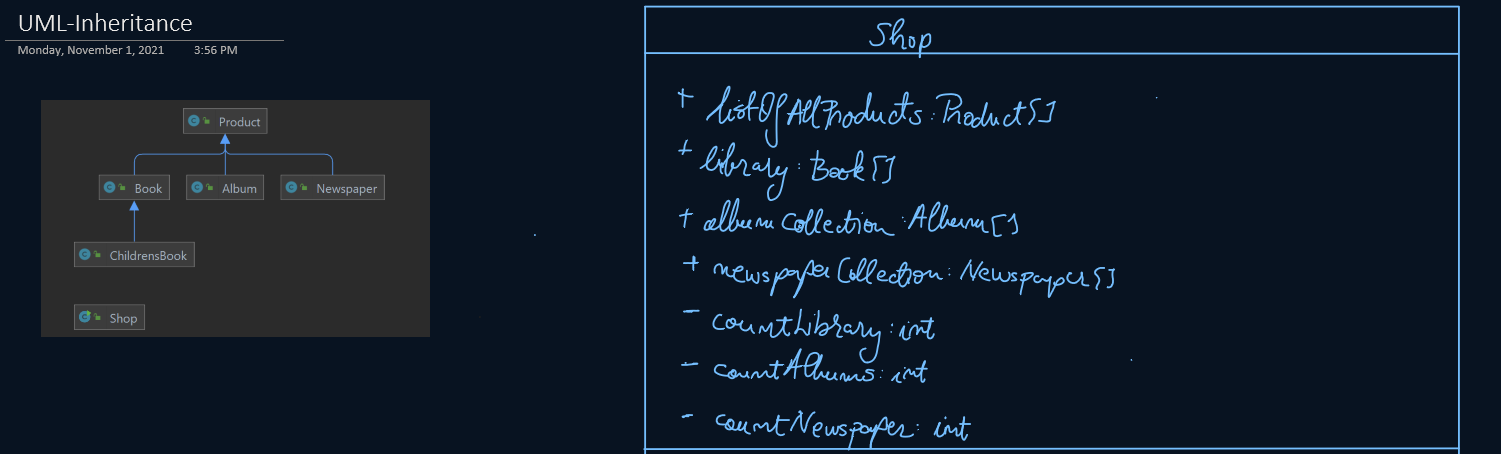 UML-Inheritance
Monday, November 1, 2021 3:56 PM
Product
Book Album Newspaper
ChildrensBook
Shop
Shop
+ listOfAllProducts : Product[]
+ library : Book[]
+ albumCollection : Album[]
+ newspaperCollection : Newspaper[]
- countLibrary : int
- countAlbums : int
- countNewspaper : int